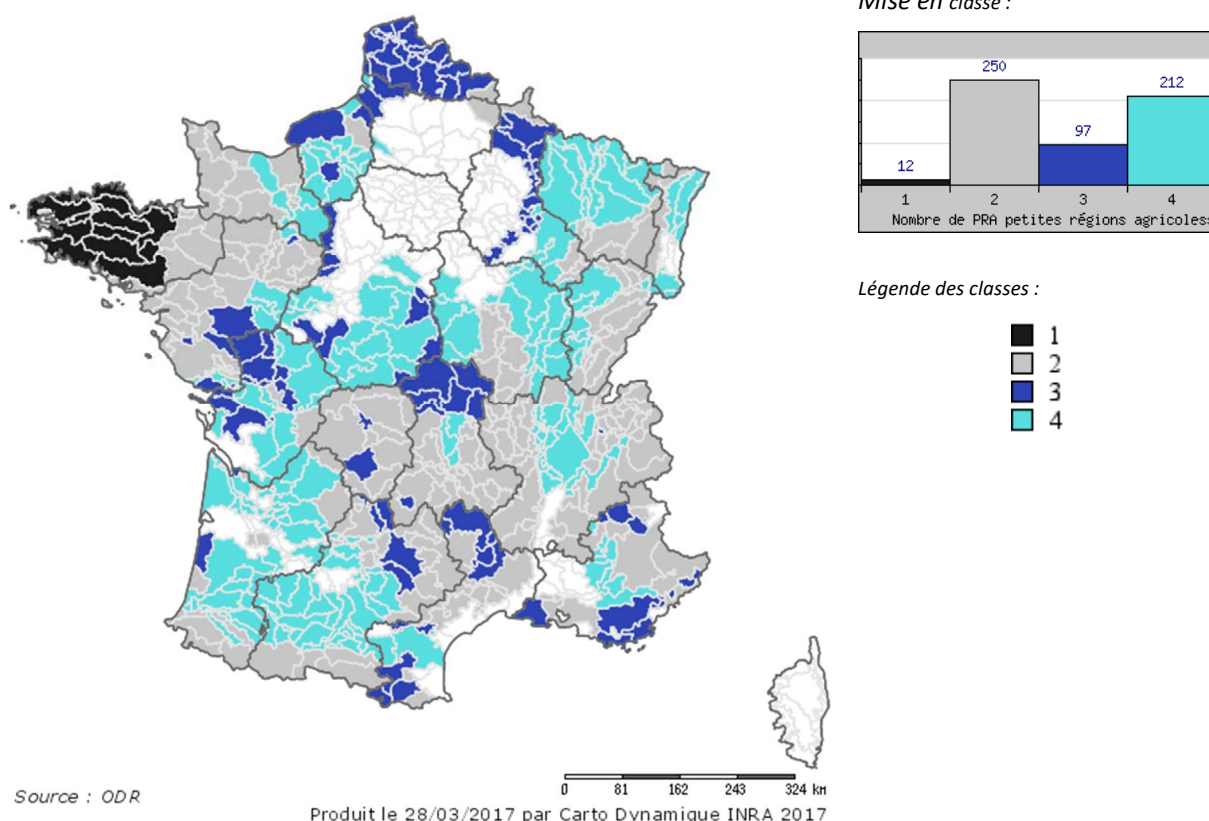 Mise en classe :
250
212
97
12
1 2 3 4
Nombre de PRA petites régions agricoles
Légende des classes :
1
2
3
4
0 81 162 243 324 km
Source : ODR
Produit le 28/03/2017 par Carto Dynamique INRA 2017